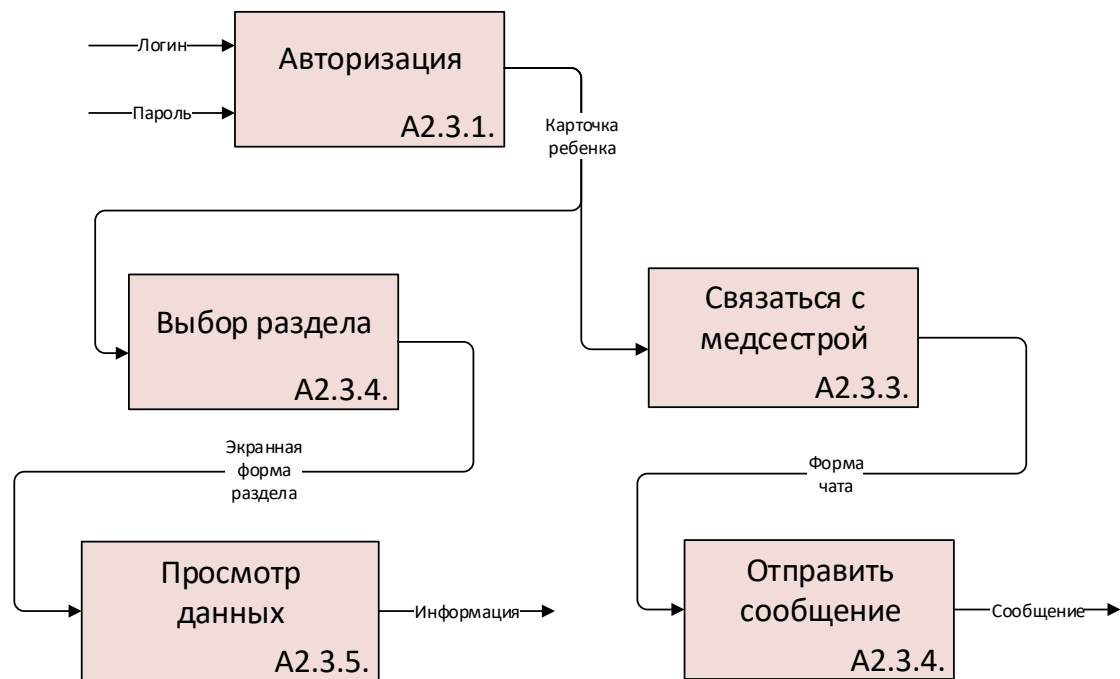 Логин
Пароль
Авторизация
А2.3.1.
Карточка
ребенка
Выбор раздела
А2.3.4.
Связаться с
медсестрой
А2.3.3.
Экранная
форма
раздела
Форма
чата
Просмотр
данных
А2.3.5.
Информация
Отправить
сообщение
А2.3.4.
Сообщение